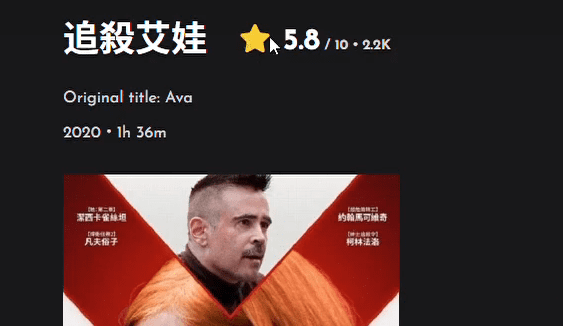 追殺艾娃 5.8 / 10 • 2.2K
Original title: Ava
2020 • 1h 36m
潔西卡雀絲坦
凡夫俗子
約翰馬可維奇
柯林法洛